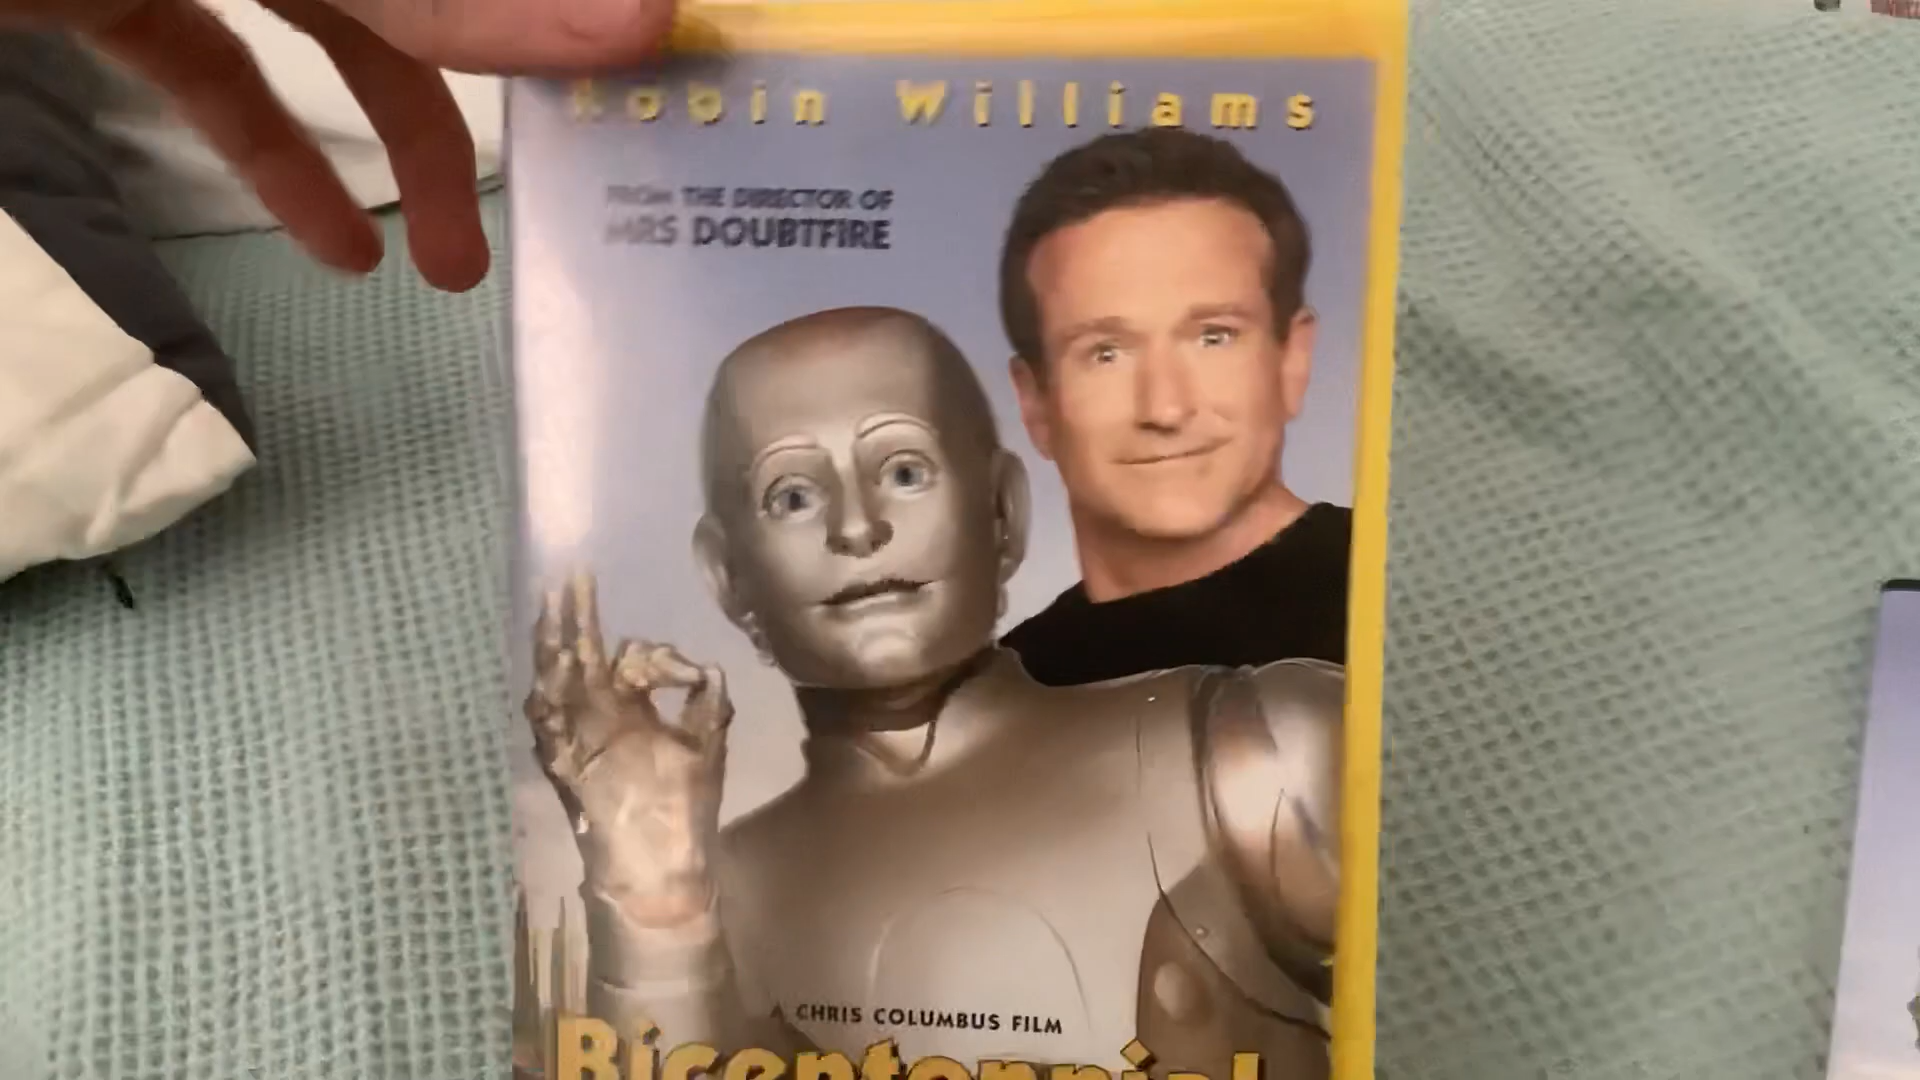 Robin Williams
FROM THE DIRECTOR OF
MRS DOUBTFIRE
A CHRIS COLUMBUS FILM
Bicentennial